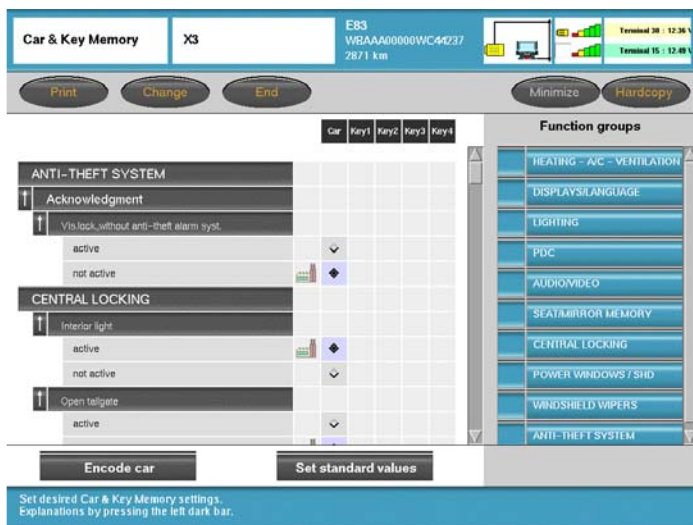 Car & Key Memory
X3
E83
WBAAA00000WC44237
2871 km
Terminal 30 : 12.36 V
Terminal 15 : 12.49 V
Print
Change
End
Minimize
Hardcopy
Car Key1 Key2 Key3 Key4
Function groups
ANTI-THEFT SYSTEM
Acknowledgment
Vis.lock.,without anti-theft alarm syst.
active
not active
CENTRAL LOCKING
Interior light
active
not active
Open tailgate
active
HEATING - A/C - VENTILATION
DISPLAYS/LANGUAGE
LIGHTING
PDC
AUDIO/VIDEO
SEAT/MIRROR MEMORY
CENTRAL LOCKING
POWER WINDOWS / SHD
WINDSHIELD WIPERS
ANTI-THEFT SYSTEM
Encode car
Set standard values
Set desired Car & Key Memory settings.
Explanations by pressing the left dark bar.